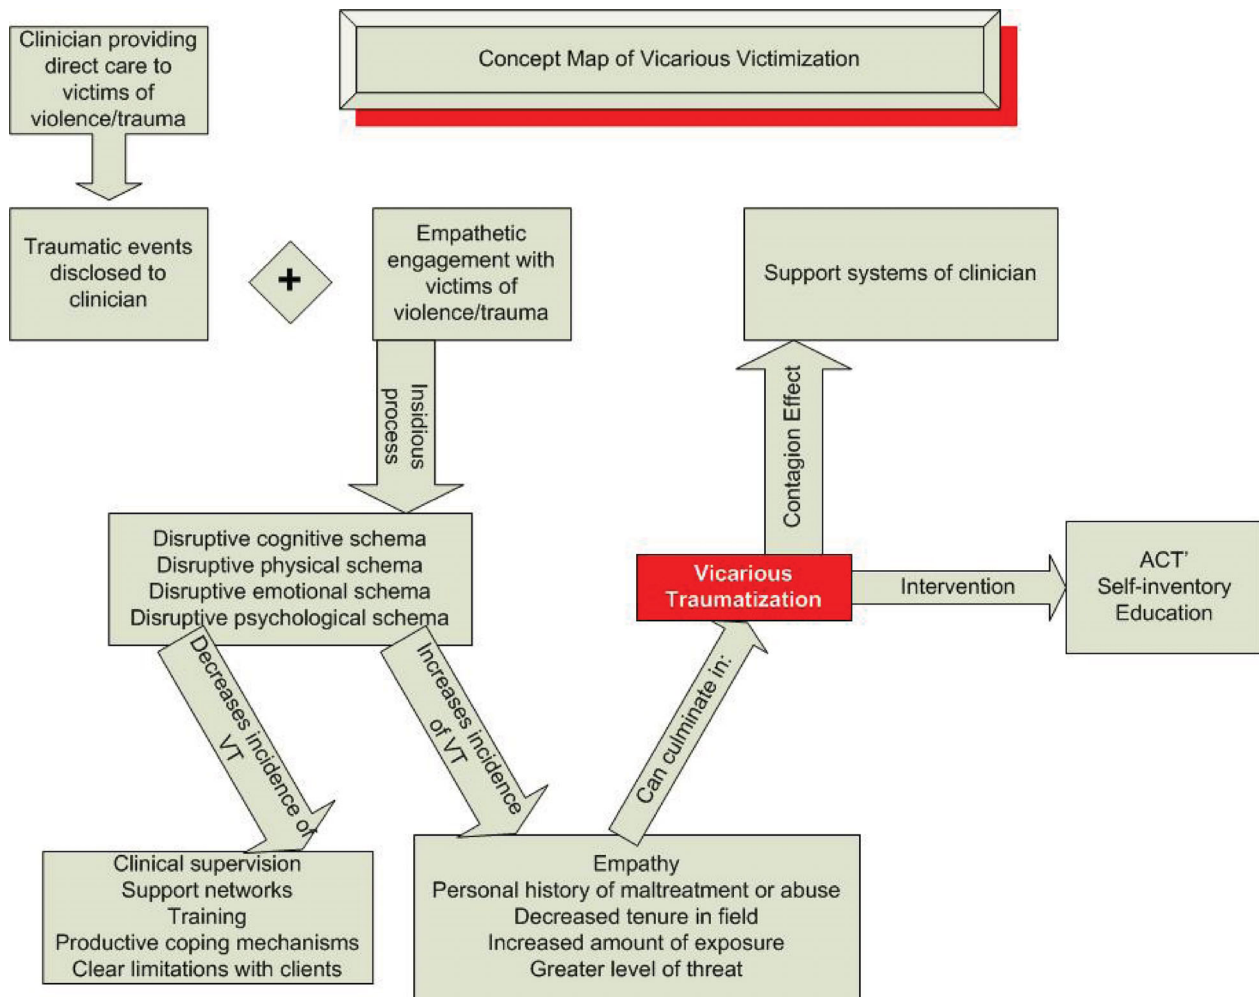 Clinician providing
direct care to
victims of
violence/trauma
Concept Map of Vicarious Victimization
Traumatic events
disclosed to
clinician
+
Empathetic
engagement with
victims of
violence/trauma
Support systems of clinician
Insidious
process
Contagion Effect
Disruptive cognitive schema
Disruptive physical schema
Disruptive emotional schema
Disruptive psychological schema
Vicarious
Traumatization
Intervention
ACT'
Self-inventory
Education
Decreases incidence of
VT
Increases incidence
of VT
Can culminate in:
Clinical supervision
Support networks
Training
Productive coping mechanisms
Clear limitations with clients
Empathy
Personal history of maltreatment or abuse
Decreased tenure in field
Increased amount of exposure
Greater level of threat